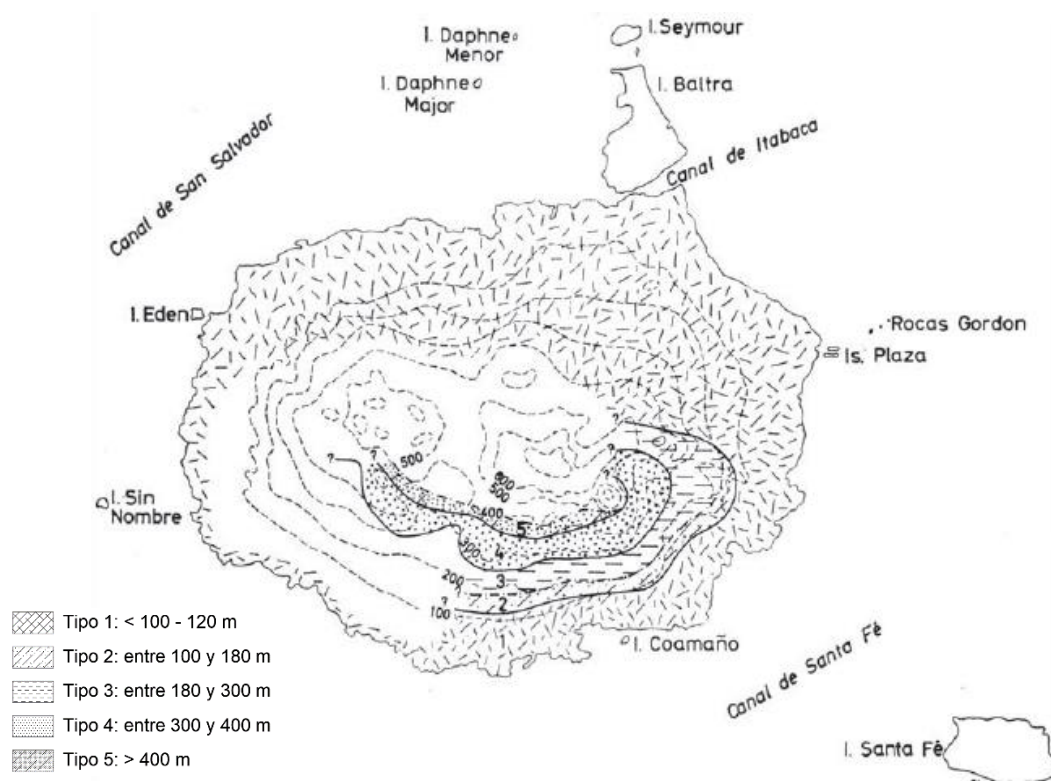 I. Daphne
Menor
I. Seymour
I. Daphne
Major
I. Baltra
Canal de San Salvador
Canal de Itabaca
I. Eden
Rocas Gordon
Is. Plaza
?
?
?
?
?
500
600
500
400
I. Sin
Nombre
5
300
4
200
3
?
2
100
1
I. Coamaño
Canal de Santa Fé
I. Santa Fé
Tipo 1: < 100 - 120 m
Tipo 2: entre 100 y 180 m
Tipo 3: entre 180 y 300 m
Tipo 4: entre 300 y 400 m
Tipo 5: > 400 m